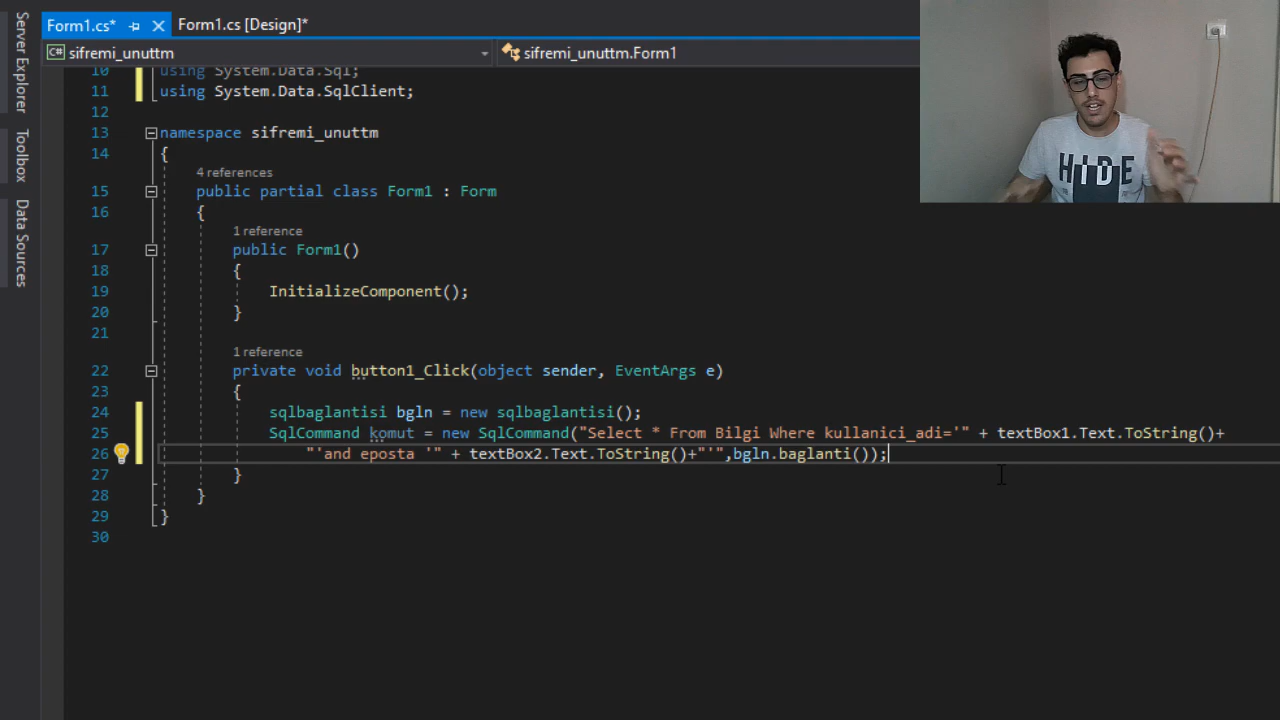 Form1.cs*
Form1.cs [Design]*
Server Explorer
Toolbox
Data Sources
C# sifremi_unuttm
sifremi_unuttm.Form1
10 using System.Data.Sql;
11 using System.Data.SqlClient;
12
13 namespace sifremi_unuttm
14 {
4 references
15 public partial class Form1 : Form
16 {
1 reference
17 public Form1()
18 {
19 InitializeComponent();
20 }
21
1 reference
22 private void button1_Click(object sender, EventArgs e)
23 {
24 sqlbaglantisi bgln = new sqlbaglantisi();
25 SqlCommand komut = new SqlCommand("Select * From Bilgi Where kullanici_adi='" + textBox1.Text.ToString()+
26 "'and eposta '" + textBox2.Text.ToString()+"'",bgln.baglanti());
27 }
28 }
29 }
30
HIDE